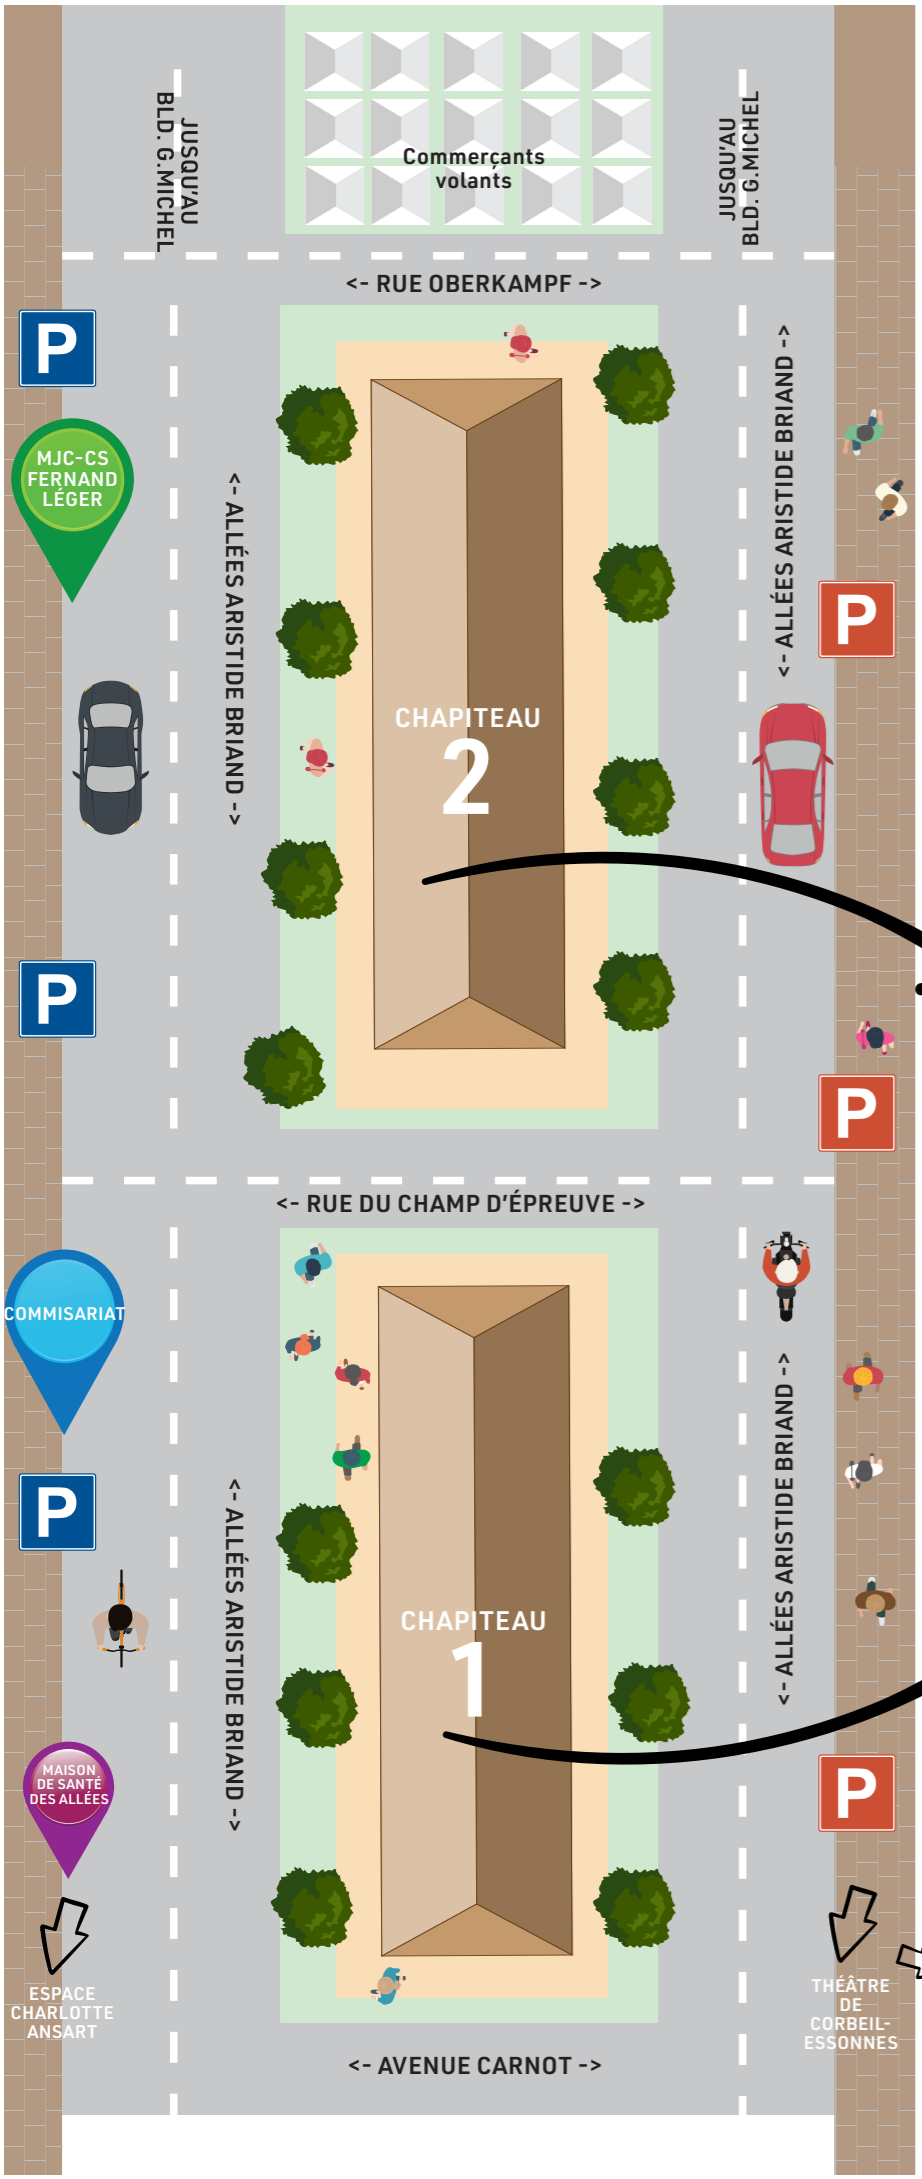 JUSQU'AU
BLD. G.MICHEL
Commerçants
volants
JUSQU'AU
BLD. G.MICHEL
<- RUE OBERKAMPF ->
P
MJC-CS
FERNAND
LÉGER
<- ALLÉES ARISTIDE BRIAND ->
<- ALLÉES ARISTIDE BRIAND ->
P
CHAPITEAU
2
P
P
<- RUE DU CHAMP D'ÉPREUVE ->
COMMISARIAT
P
<- ALLÉES ARISTIDE BRIAND ->
<- ALLÉES ARISTIDE BRIAND ->
CHAPITEAU
1
MAISON
DE SANTÉ
DES ALLÉES
P
ESPACE
CHARLOTTE
ANSART
THÉÂTRE
DE
CORBEIL-
ESSONNES
<- AVENUE CARNOT ->